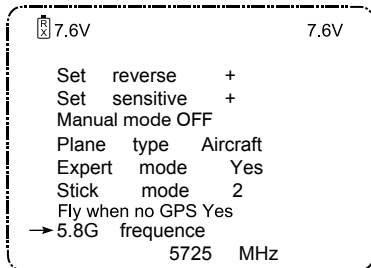 RX 7.6V 7.6V
Set reverse +
Set sensitive +
Manual mode OFF
Plane type Aircraft
Expert mode Yes
Stick mode 2
Fly when no GPS Yes
→ 5.8G frequence
5725 MHz